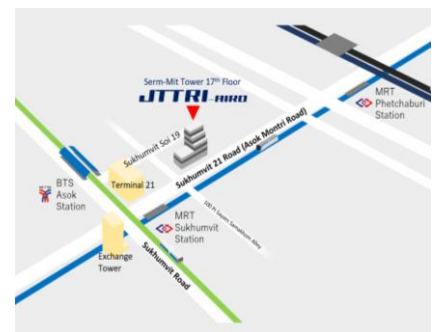 Serm-Mit Tower 17th Floor
JTTRI-AIRD
MRT
Phetchaburi
Station
Sukhumvit Soi 19
Sukhumvit 21 Road (Asok Montri Road)
BTS
Asok
Station
Terminal 21
MRT
Sukhumvit
Station
Exchange
Tower
Sukhumvit Road